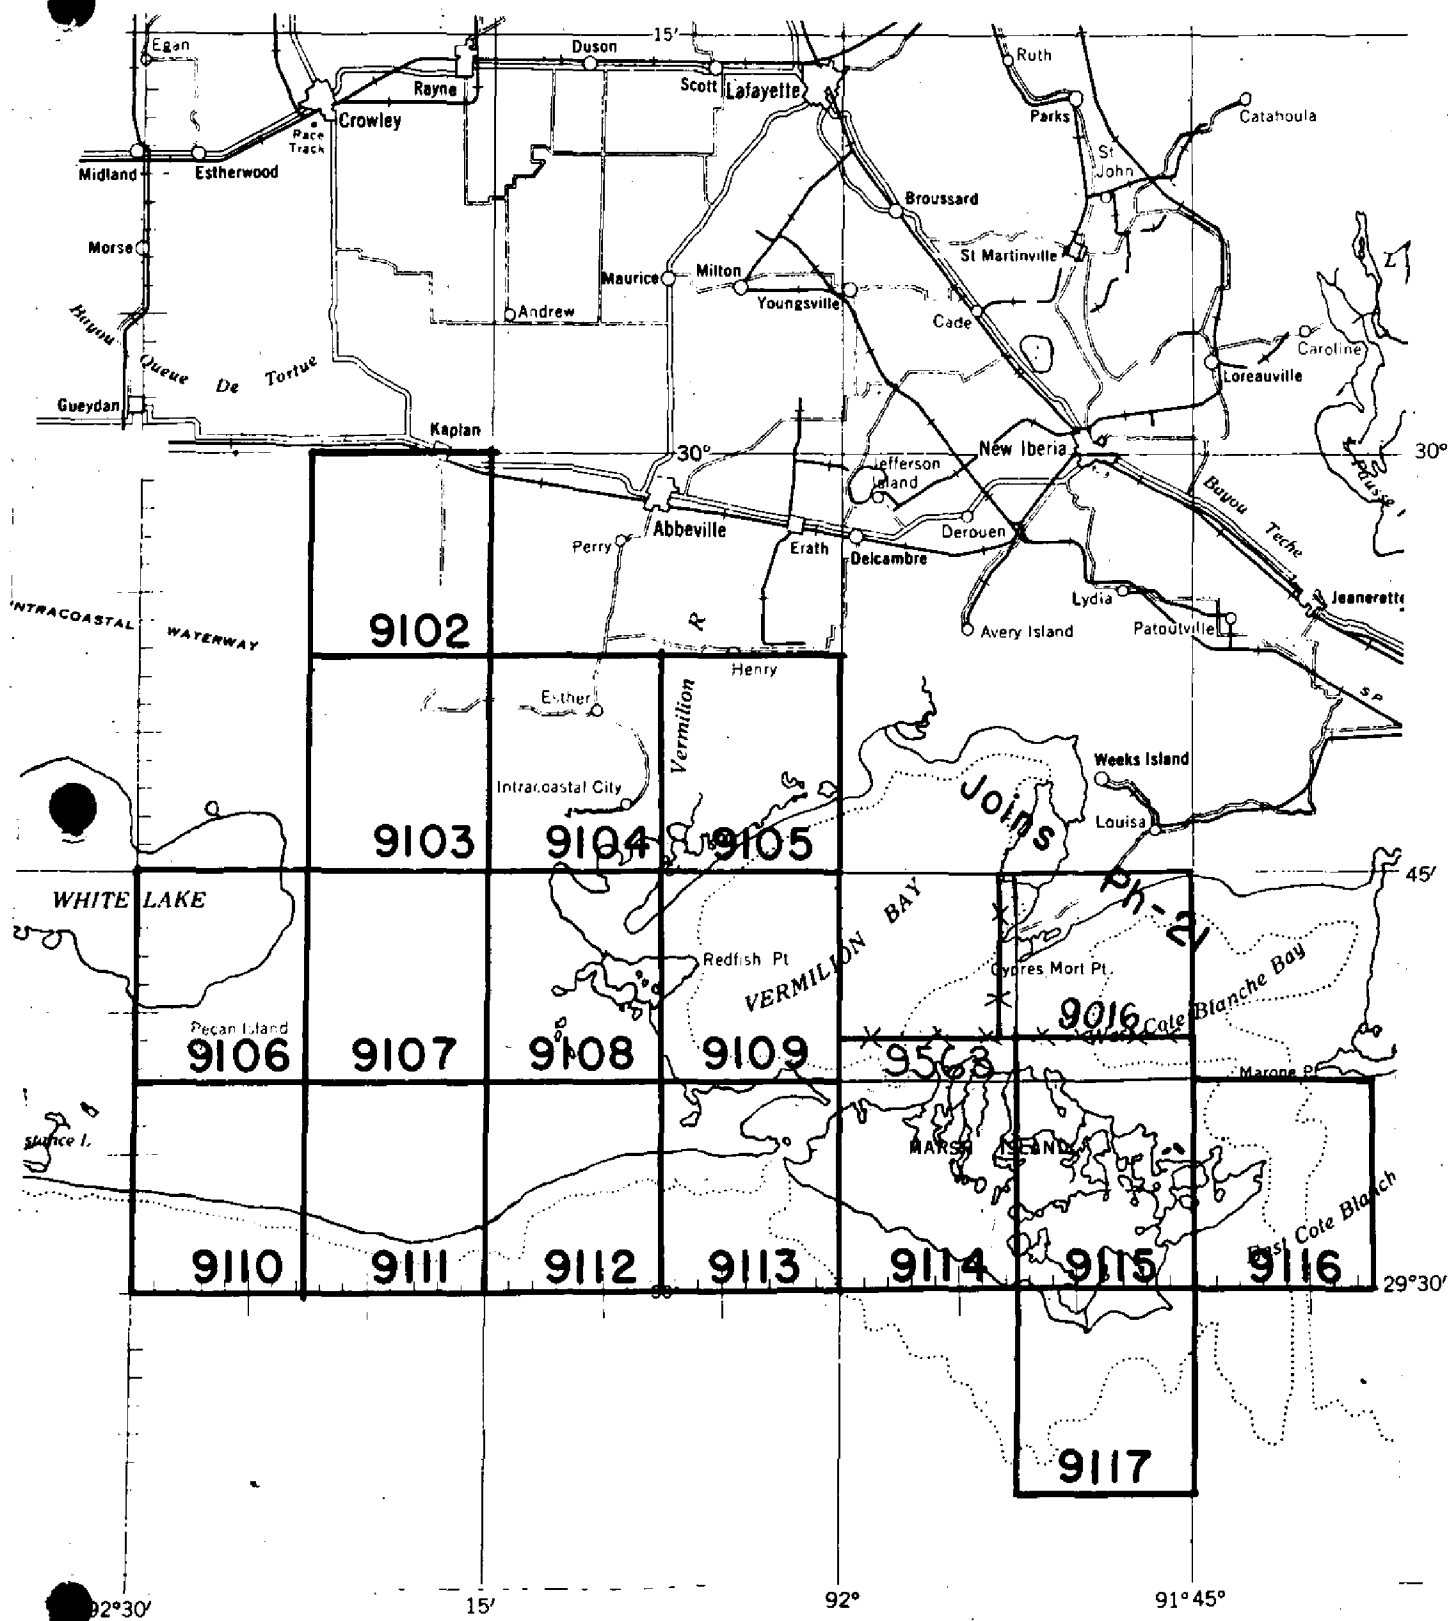 Egan
Duson
15'
Ruth
Rayne
Scott
Lafayette
Parks
Catahoula
Crowley
Race
Track
St
John
Midland
Estherwood
Broussard
Morse
St Martinville
Maurice
Milton
Youngsville
Andrew
Cade
Bayou Queue De Tortue
Caroline
Loreauville
Gueydan
Kaplan
New Iberia
30°
30°
Jefferson
Island
Bayou Teche
Abbeville
Perry
Erath
Delcambre
Derouen
Lydia
Jeanerette
INTRACOASTAL WATERWAY
9102
R
Avery Island
Patoutville
Henry
Esther
Vermilion
S P
Weeks Island
Intracoastal City
Joins
Louisa
9103
9104
9105
45'
WHITE LAKE
Ph-21
VERMILION BAY
Redfish Pt
Cypres Mort Pt.
West Cote Blanche Bay
Pecan Island
9016
9106
9107
9108
9109
9563
Marone Pt
MARSH ISLAND
East Cote Blanch
9110
9111
9112
9113
9114
9115
9116
29°30'
9117
92°30'
15'
92°
91°45'